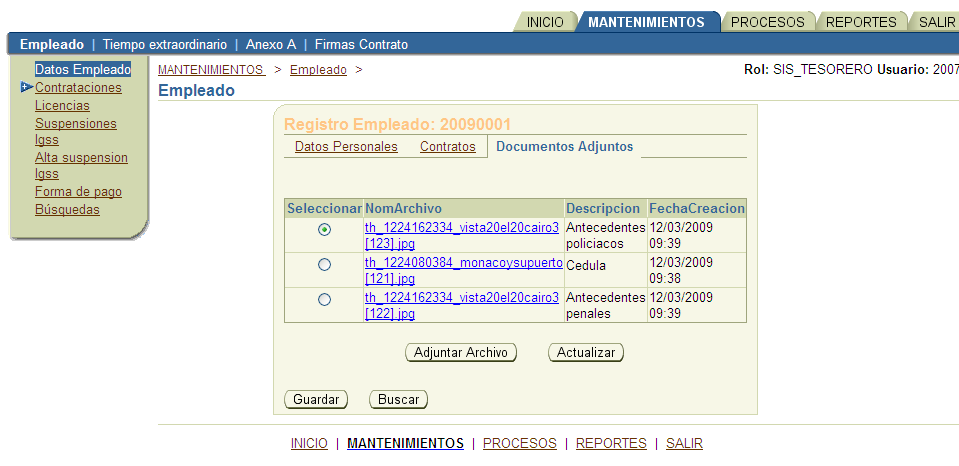 INICIO MANTENIMIENTOS PROCESOS REPORTES SALIR
Empleado | Tiempo extraordinario | Anexo A | Firmas Contrato
Datos Empleado
Contrataciones
Licencias
Suspensiones
Igss
Alta suspension
Igss
Forma de pago
Búsquedas
MANTENIMIENTOS > Empleado >
Rol: SIS_TESORERO Usuario: 2007
Empleado
Registro Empleado: 20090001
Datos Personales Contratos Documentos Adjuntos
Seleccionar NomArchivo Descripcion FechaCreacion
th_1224162334_vista20el20cairo3 Antecedentes 12/03/2009
[123].jpg policiacos 09:39
th_1224080384_monacoysupuerto Cedula 12/03/2009
[121].jpg 09:38
th_1224162334_vista20el20cairo3 Antecedentes 12/03/2009
[122].jpg penales 09:39
Adjuntar Archivo Actualizar
Guardar Buscar
INICIO | MANTENIMIENTOS | PROCESOS | REPORTES | SALIR